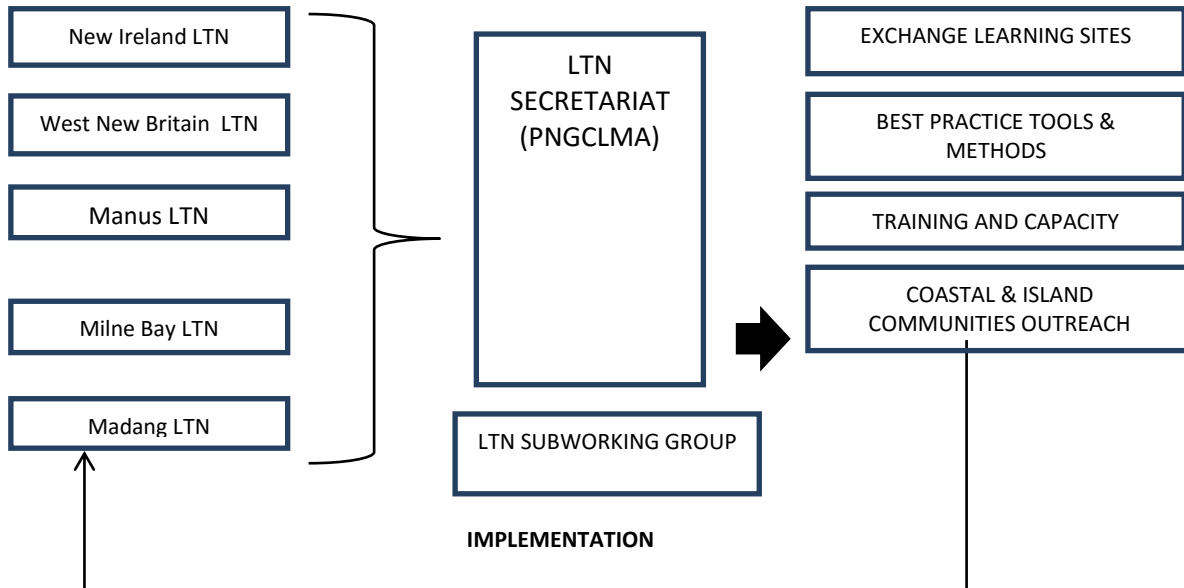 New Ireland LTN
West New Britain LTN
Manus LTN
Milne Bay LTN
Madang LTN
LTN
SECRETARIAT
(PNGCLMA)
LTN SUBWORKING GROUP
IMPLEMENTATION
EXCHANGE LEARNING SITES
BEST PRACTICE TOOLS &
METHODS
TRAINING AND CAPACITY
COASTAL & ISLAND
COMMUNITIES OUTREACH